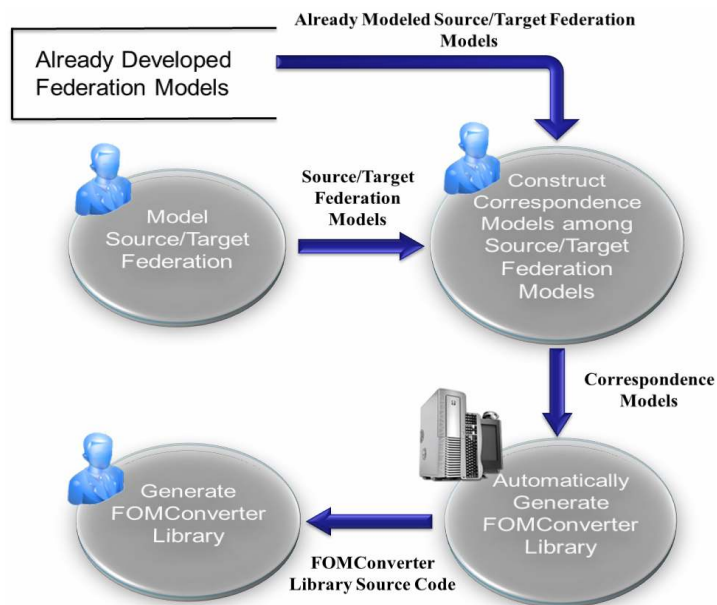 Already Modeled Source/Target Federation
Models
Already Developed
Federation Models
Source/Target
Federation
Models
Model
Source/Target
Federation
Construct
Correspondence
Models among
Source/Target
Federation
Models
Correspondence
Models
Automatically
Generate
FOMConverter
Library
Generate
FOMConverter
Library
FOMConverter
Library Source Code